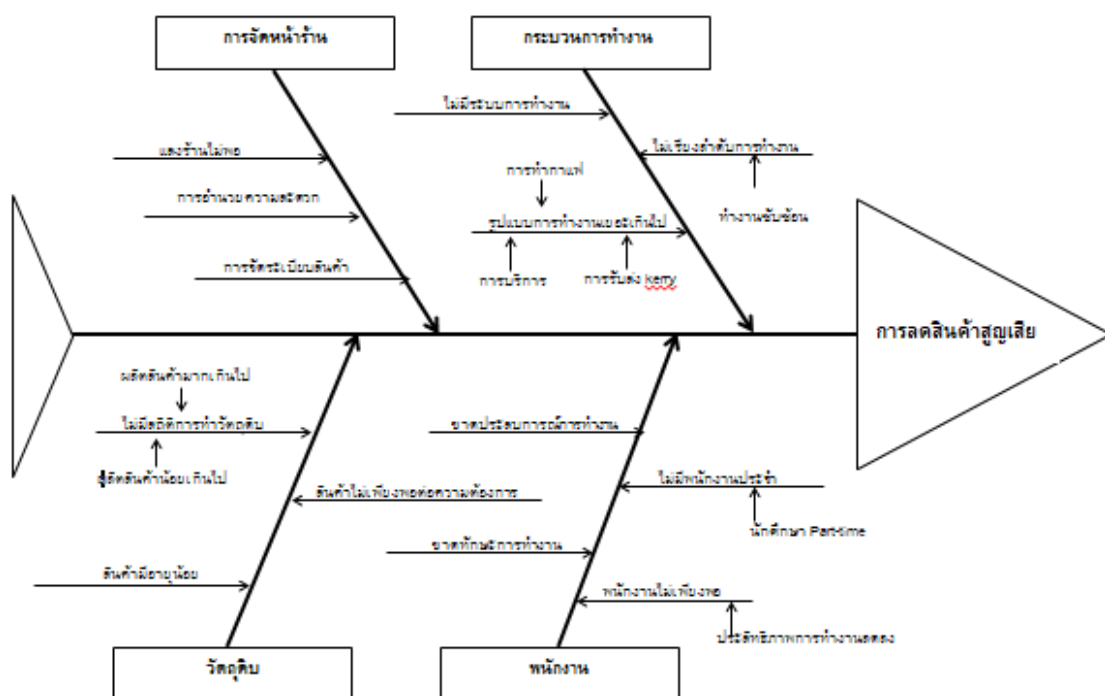 การจัดหน้าร้าน
กระบวนการทำงาน
ไม่มีระบบการทำงาน
แสงร้านไม่พอ
ไม่เรียงลำดับการทำงาน
การทำกาแฟ
การอำนวยความสะดวก
ทำงานซับซ้อน
รูปแบบการทำงานเยอะเกินไป
การจัดระเบียบสินค้า
การบริการ
การรับส่ง kerry
การลดสินค้าสูญเสีย
ผลิตสินค้ามากเกินไป
ไม่มีสถิติการทำวัตถุดิบ
ขาดประสบการณ์การทำงาน
ผลิตสินค้าน้อยเกินไป
ไม่มีพนักงานประจำ
สินค้าไม่เพียงพอต่อความต้องการ
นักศึกษา Part-time
ขาดทักษะการทำงาน
สินค้ามีอายุน้อย
พนักงานไม่เพียงพอ
ประสิทธิภาพการทำงานลดลง
วัตถุดิบ
พนักงาน